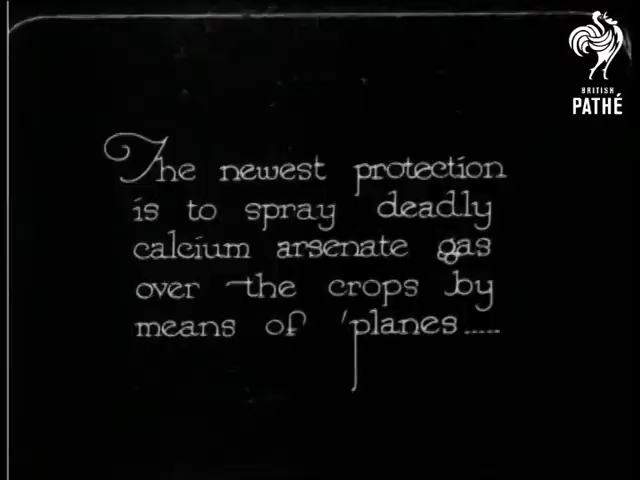 BRITISH
PATHÉ
The newest protection
is to spray deadly
calcium arsenate gas
over the crops by
means of 'planes.....